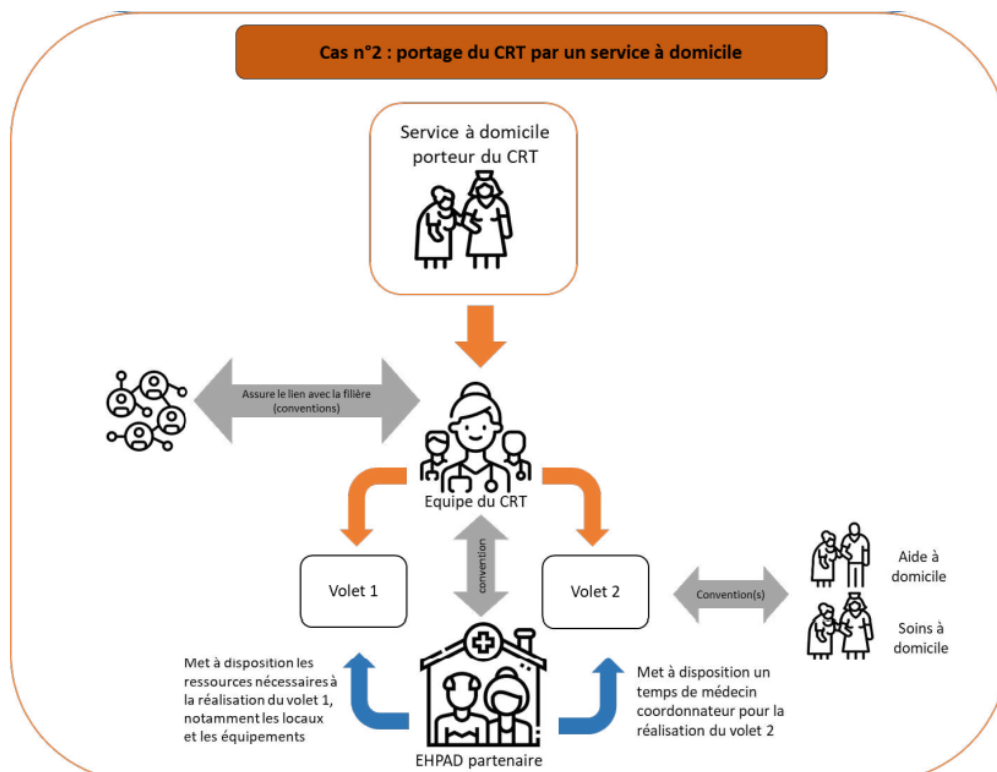 Cas n°2 : portage du CRT par un service à domicile
Service à domicile
porteur du CRT
Assure le lien avec la filière
(conventions)
Equipe du CRT
convention
Volet 1
Volet 2
Convention(s)
Aide à
domicile
Soins à
domicile
Met à disposition les
ressources nécessaires à
la réalisation du volet 1,
notamment les locaux
et les équipements
Met à disposition un
temps de médecin
coordonnateur pour la
réalisation du volet 2
EHPAD partenaire